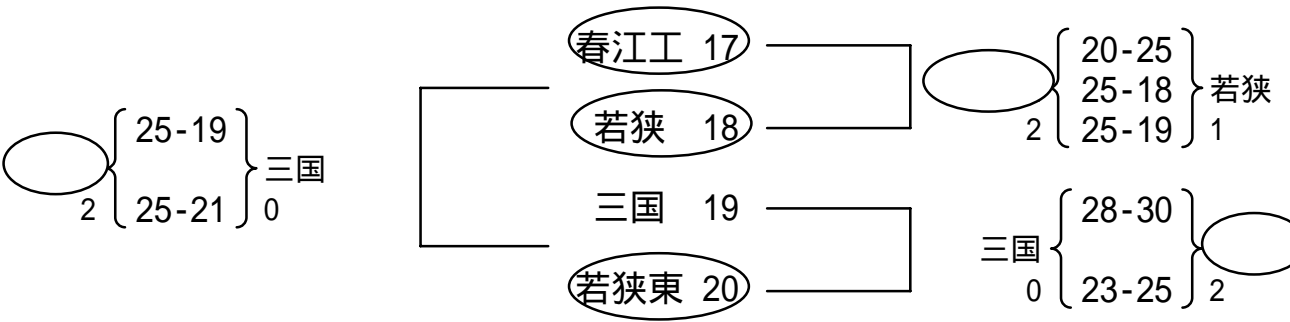 25-19
三国
2 25-21 0
春江工 17
若狭 18
三国 19
若狭東 20
20-25
25-18 若狭
2 25-19 1
28-30
三国
0 23-25 2